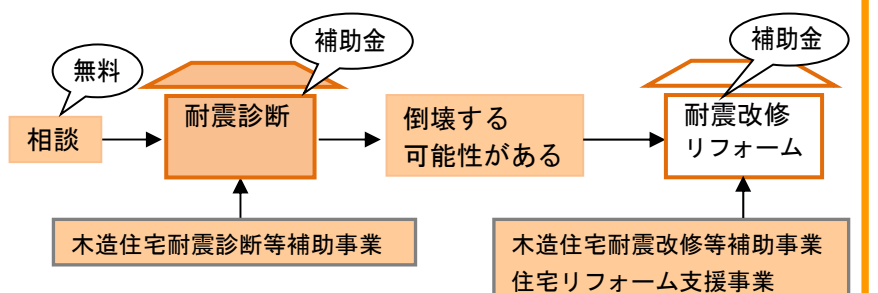 無料
補助金
補助金
相談
耐震診断
倒壊する
可能性がある
耐震改修
リフォーム
木造住宅耐震診断等補助事業
木造住宅耐震改修等補助事業
住宅リフォーム支援事業